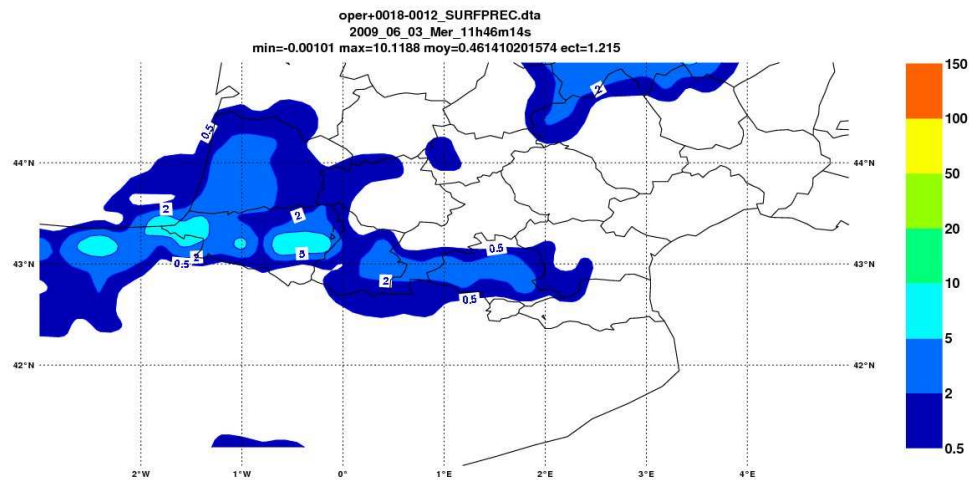 oper+0018-0012_SURFPREC.dta
2009_06_03_Mer_11h46m14s
min=-0.00101 max=10.1188 moy=0.461410201574 ect=1.215
150
100
50
20
10
5
2
0.5
2
0.5
44°N
44°N
2
2
5
0.5
2
0.5
43°N
43°N
2
0.5
42°N
42°N
2°W
1°W
0°
1°E
2°E
3°E
4°E